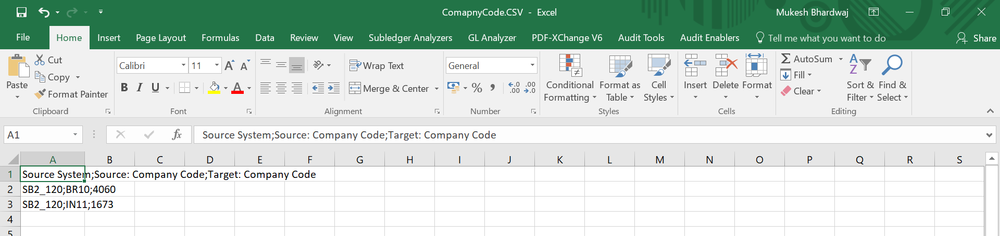 ComapnyCode.CSV - Excel
Mukesh Bhardwaj
File Home Insert Page Layout Formulas Data Review View Subledger Analyzers GL Analyzer PDF-XChange V6 Audit Tools Audit Enablers Tell me what you want to do Share
Paste
Cut
Copy
Format Painter
Clipboard
Calibri 11
A A
B I U A
Font
Wrap Text
Merge & Center
Alignment
General
% , .0 .00 .00 .0
Number
Conditional Formatting
Format as Table
Cell Styles
Styles
Insert
Delete
Format
Cells
AutoSum
Fill
Clear
A Z
Sort & Filter
Find & Select
Editing
A1 fx Source System;Source: Company Code;Target: Company Code
A B C D E F G H I J K L M N O P Q R S
1 Source System;Source: Company Code;Target: Company Code
2 SB2_120;BR10;4060
3 SB2_120;IN11;1673
4
5